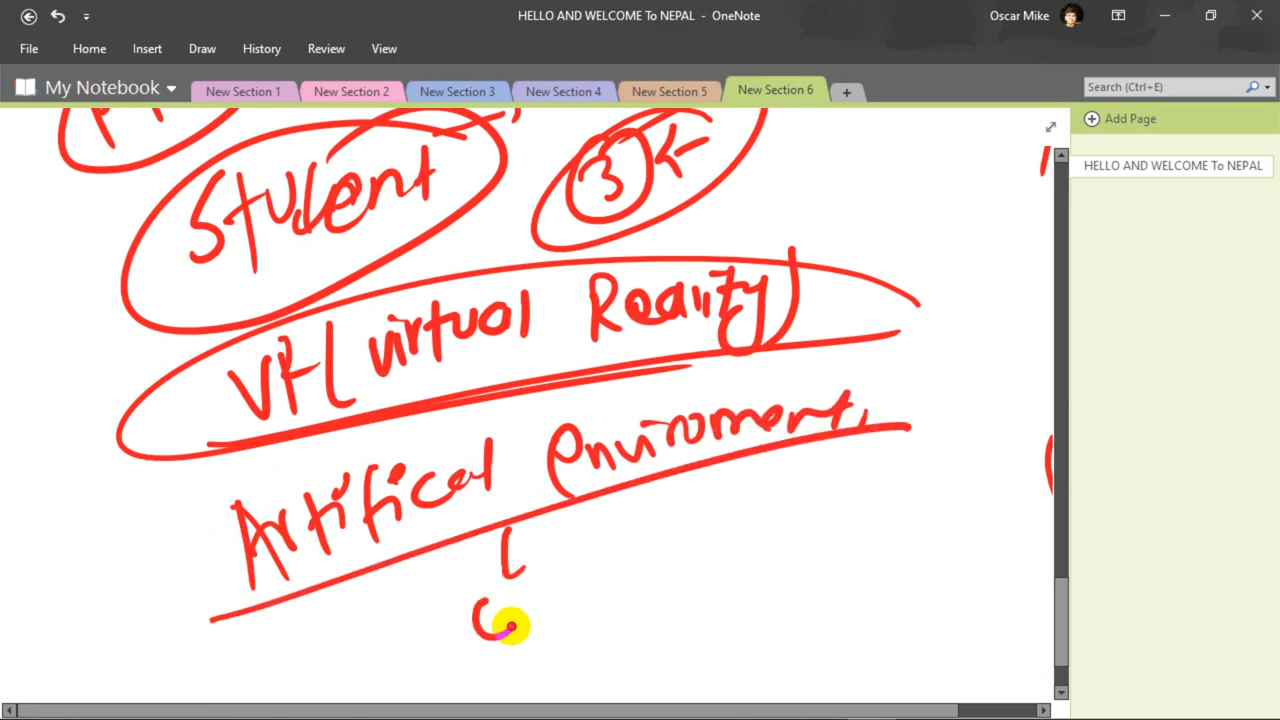 HELLO AND WELCOME To NEPAL - OneNote
Oscar Mike
File Home Insert Draw History Review View
My Notebook
New Section 1 New Section 2 New Section 3 New Section 4 New Section 5 New Section 6
Search (Ctrl+E)
Add Page
HELLO AND WELCOME To NEPAL
Student
3
VR (virtual Reality)
Artifical enviroment,